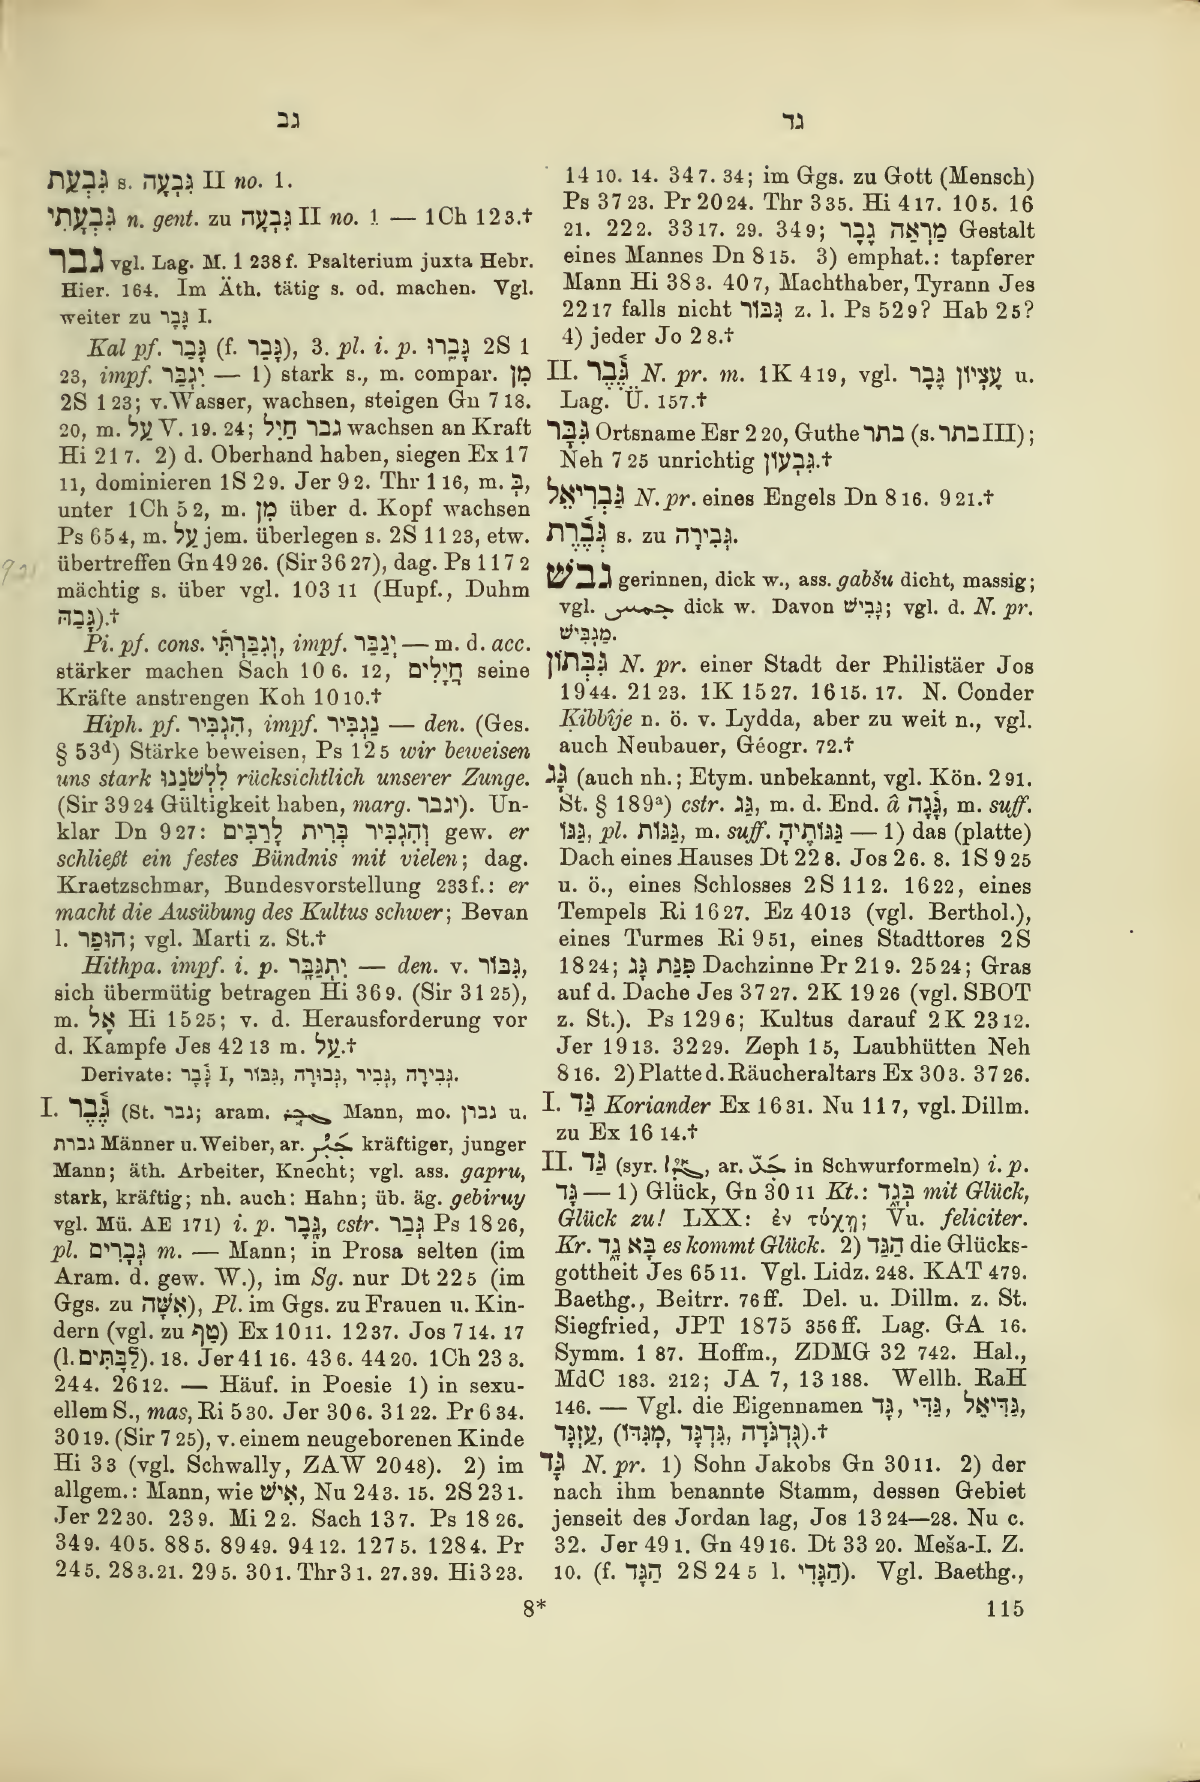 גב
גד
גִּבְעַת s. גִּבְעָה II no. 1.
גִּבְעָתִי n. gent. zu גִּבְעָה II no. 1 — 1Ch 12 3.†
גבר vgl. Lag. M. 1 238 f. Psalterium juxta Hebr.
Hier. 164. Im Äth. tätig s. od. machen. Vgl.
weiter zu גֶּבֶר I.
Kal pf. גָּבַר (f. גָּבַר), 3. pl. i. p. גָּבֵרוּ 2S 1
23, impf. יִגְבַּר — 1) stark s., m. compar. מִן
2S 1 23; v. Wasser, wachsen, steigen Gn 7 18.
20, m. עַל V. 19. 24; גבר חַיִל wachsen an Kraft
Hi 21 7. 2) d. Oberhand haben, siegen Ex 17
11, dominieren 1S 2 9. Jer 9 2. Thr 1 16, m. בְּ,
unter 1Ch 5 2, m. מִן über d. Kopf wachsen
Ps 65 4, m. עַל jem. überlegen s. 2S 11 23, etw.
übertreffen Gn 49 26. (Sir 36 27), dag. Ps 117 2
mächtig s. über vgl. 103 11 (Hupf., Duhm
גָּבַהּ).†
Pi. pf. cons. וְגִבַּרְתִּי, impf. יְגַבֵּר — m. d. acc.
stärker machen Sach 10 6. 12, חֲיָלִים seine
Kräfte anstrengen Koh 10 10.†
Hiph. pf. הִגְבִּיר, impf. נַגְבִּיר — den. (Ges.
§ 53d) Stärke beweisen, Ps 12 5 wir beweisen
uns stark לִלְשֹׁנֵנוּ rücksichtlich unserer Zunge.
(Sir 39 24 Gültigkeit haben, marg. יגבר). Un-
klar Dn 9 27: וְהִגְבִּיר בְּרִית לָרַבִּים gew. er
schließt ein festes Bündnis mit vielen; dag.
Kraetzschmar, Bundesvorstellung 233 f.: er
macht die Ausübung des Kultus schwer; Bevan
l. הוּפַר; vgl. Marti z. St.†
Hithpa. impf. i. p. יִתְגַּבָּר — den. v. גִּבּוֹר,
sich übermütig betragen Hi 36 9. (Sir 31 25),
m. אֶל Hi 15 25; v. d. Herausforderung vor
d. Kampfe Jes 42 13 m. עַל.†
Derivate: גֶּבֶר I, גִּבּוֹר, גְּבוּרָה, גְּבִיר, גְּבִירָה.
I. גֶּבֶר (St. גבר; aram. Mann, mo. גברן u.
גברת Männer u. Weiber, ar. جَبْر kräftiger, junger
Mann; äth. Arbeiter, Knecht; vgl. ass. gapru,
stark, kräftig; nh. auch: Hahn; üb. äg. gebiruy
vgl. Mü. AE 171) i. p. גָּבֶר, cstr. גְּבַר Ps 18 26,
pl. גְּבָרִים m. — Mann; in Prosa selten (im
Aram. d. gew. W.), im Sg. nur Dt 22 5 (im
Ggs. zu אִשָּׁה), Pl. im Ggs. zu Frauen u. Kin-
dern (vgl. zu טַף) Ex 10 11. 12 37. Jos 7 14. 17
(l. לַבָּתִּים?). 18. Jer 41 16. 43 6. 44 20. 1Ch 23 3.
24 4. 26 12. — Häuf. in Poesie 1) in sexu-
ellem S., mas, Ri 5 30. Jer 30 6. 31 22. Pr 6 34.
30 19. (Sir 7 25), v. einem neugeborenen Kinde
Hi 3 3 (vgl. Schwally, ZAW 20 48). 2) im
allgem.: Mann, wie אִישׁ, Nu 24 3. 15. 2S 23 1.
Jer 22 30. 23 9. Mi 2 2. Sach 13 7. Ps 18 26.
34 9. 40 5. 88 5. 89 49. 94 12. 127 5. 128 4. Pr
24 5. 28 3. 21. 29 5. 30 1. Thr 3 1. 27. 39. Hi 3 23.
14 10. 14. 34 7. 34; im Ggs. zu Gott (Mensch)
Ps 37 23. Pr 20 24. Thr 3 35. Hi 4 17. 10 5. 16
21. 22 2. 33 17. 29. 34 9; מַרְאֵה גָבֶר Gestalt
eines Mannes Dn 8 15. 3) emphat.: tapferer
Mann Hi 38 3. 40 7, Machthaber, Tyrann Jes
22 17 falls nicht גִּבּוֹר z. l. Ps 52 9? Hab 2 5?
4) jeder Jo 2 8.†
II. גֶּבֶר N. pr. m. 1K 4 19, vgl. עֶצְיוֹן גֶּבֶר u.
Lag. Ü. 157.†
גִּבָּר Ortsname Esr 2 20, Guthe בתר (s. בתר III);
Neh 7 25 unrichtig גִּבְעוֹן.†
גַּבְרִיאֵל N. pr. eines Engels Dn 8 16. 9 21.†
גְּבֶרֶת s. zu גְּבִירָה.
גבשׁ gerinnen, dick w., ass. gabšu dicht, massig;
vgl. جبس dick w. Davon גָּבִישׁ; vgl. d. N. pr.
מַגְבִּישׁ.
גִּבְּתוֹן N. pr. einer Stadt der Philistäer Jos
19 44. 21 23. 1K 15 27. 16 15. 17. N. Conder
Kibbîje n. ö. v. Lydda, aber zu weit n., vgl.
auch Neubauer, Géogr. 72.†
גָּג (auch nh.; Etym. unbekannt, vgl. Kön. 2 91.
St. § 189a) cstr. גַּג, m. d. End. â גָּגָה, m. suff.
גַּגּוֹ, pl. גַּגּוֹת, m. suff. גַּגּוֹתֶיהָ — 1) das (platte)
Dach eines Hauses Dt 22 8. Jos 2 6. 8. 1S 9 25
u. ö., eines Schlosses 2S 11 2. 16 22, eines
Tempels Ri 16 27. Ez 40 13 (vgl. Berthol.),
eines Turmes Ri 9 51, eines Stadttores 2S
18 24; פִּנַּת גָּג Dachzinne Pr 21 9. 25 24; Gras
auf d. Dache Jes 37 27. 2K 19 26 (vgl. SBOT
z. St.). Ps 129 6; Kultus darauf 2K 23 12.
Jer 19 13. 32 29. Zeph 1 5, Laubhütten Neh
8 16. 2) Platte d. Räucheraltars Ex 30 3. 37 26.
I. גַּד Koriander Ex 16 31. Nu 11 7, vgl. Dillm.
zu Ex 16 14.†
II. גַּד (syr. , ar. جَدّ in Schwurformeln) i. p.
גָּד — 1) Glück, Gn 30 11 Kt.: בְּגָד mit Glück,
Glück zu! LXX: ἐν τύχῃ; Vu. feliciter.
Kr. בָּא גָד es kommt Glück. 2) הַגַּד die Glücks-
gottheit Jes 65 11. Vgl. Lidz. 248. KAT 479.
Baethg., Beitrr. 76 ff. Del. u. Dillm. z. St.
Siegfried, JPT 1875 356 ff. Lag. GA 16.
Symm. 1 87. Hoffm., ZDMG 32 742. Hal.,
MdC 183. 212; JA 7, 13 188. Wellh. RaH
146. — Vgl. die Eigennamen גָּד, גַּדִּי, גַּדִּיאֵל,
עַזְגָּד, (מְגִדּוֹ, גִּדְגָּד, גֻּדְגֹּדָה).†
גָּד N. pr. 1) Sohn Jakobs Gn 30 11. 2) der
nach ihm benannte Stamm, dessen Gebiet
jenseit des Jordan lag, Jos 13 24—28. Nu c.
32. Jer 49 1. Gn 49 16. Dt 33 20. Meša-I. Z.
10. (f. הַגָּד 2S 24 5 l. הַגָּדִי). Vgl. Baethg.,
8*
115